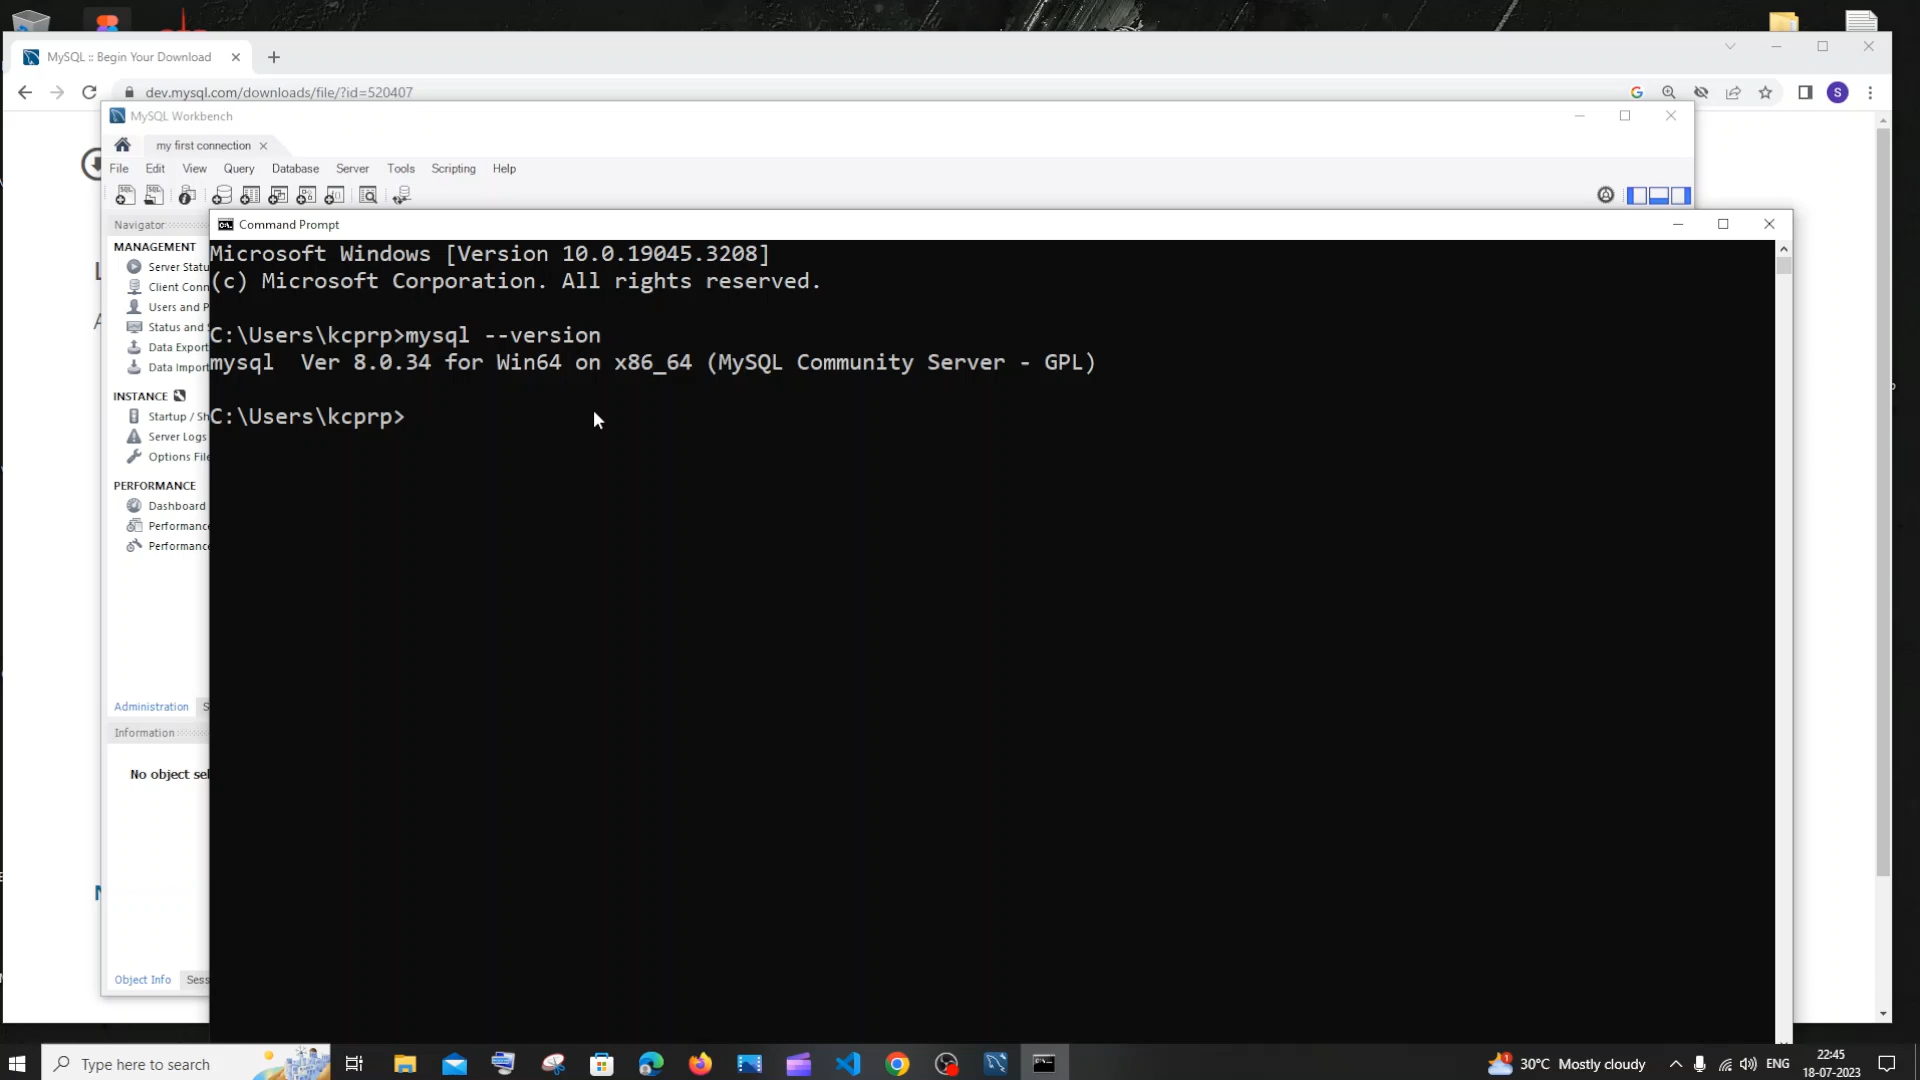 MySQL :: Begin Your Download
dev.mysql.com/downloads/file/?id=520407
S
MySQL Workbench
my first connection
File Edit View Query Database Server Tools Scripting Help
Navigator
Command Prompt
MANAGEMENT
Server Statu
Client Conn
Users and P
Status and S
Data Export
Data Import
INSTANCE
Startup / Sh
Server Logs
Options File
PERFORMANCE
Dashboard
Performance
Performance
Administration S
Information
No object sel
Object Info Sess
Microsoft Windows [Version 10.0.19045.3208]
(c) Microsoft Corporation. All rights reserved.
C:\Users\kcprp>mysql --version
mysql  Ver 8.0.34 for Win64 on x86_64 (MySQL Community Server - GPL)
C:\Users\kcprp>
Type here to search
30°C Mostly cloudy
ENG
22:45
18-07-2023